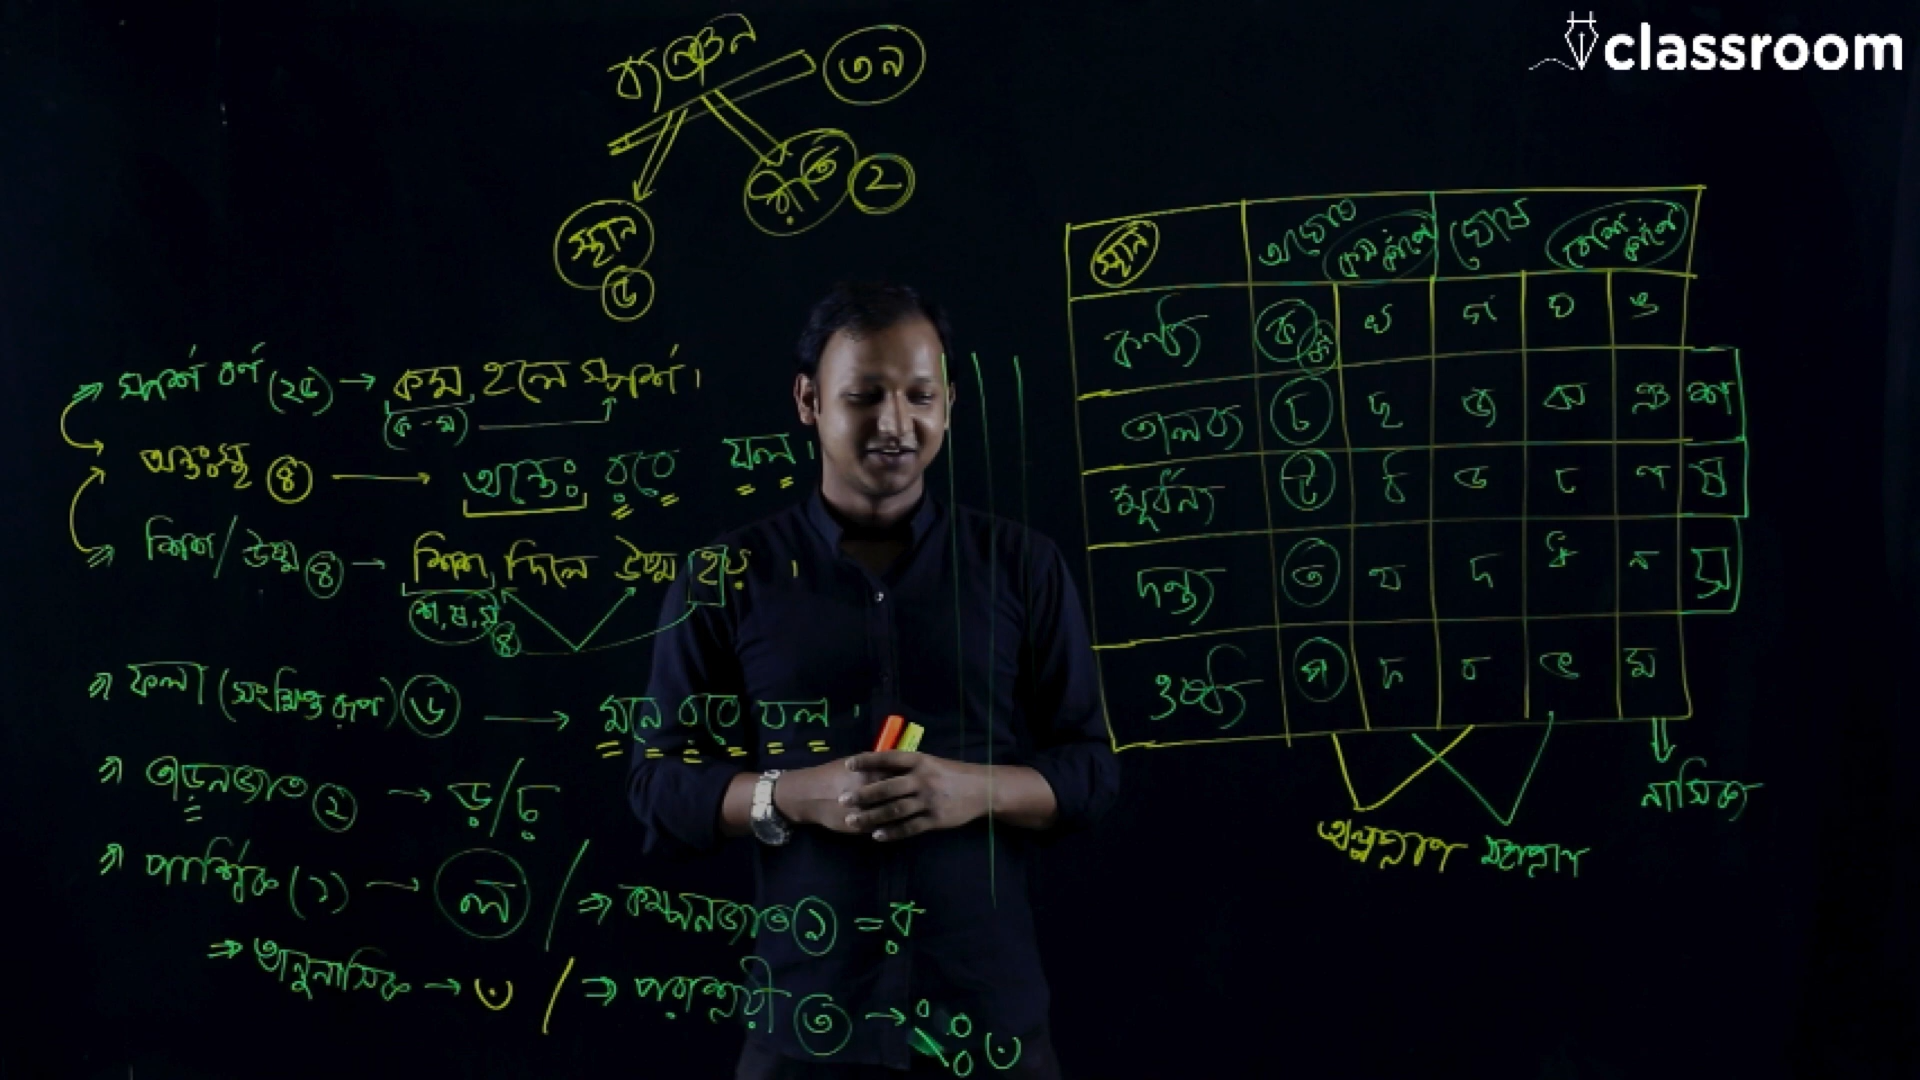 classroom
ব্যঞ্জন ৩৯
স্থান ৫
রীতি ২
স্পর্শ বর্ণ (২৫) → কম হলে স্পর্শ।
(ক-ম)
অন্তঃস্থ ৪ → অন্তেঃ বরে যল।
শিশ/উষ্ম ৪ → শিশ দিলে উষ্ম হয়।
শ,ষ,স ৪
ফলা (সংক্ষিপ্ত রূপ) ৬ → মনে বরে যল।
তাড়নজাত ২ → ড়/ঢ়
পার্শ্বিক (১) → ল / ⇒ কম্পনজাত ১ = র
⇒ আনুনাসিক → ঁ / ⇒ পরাশ্রয়ী ৩ → ং ঃ ঁ
স্থান অঘোষ কম কাঁপে ঘোষ বেশি কাঁপে
কণ্ঠ্য ক খ গ ঘ ঙ
তালব্য চ ছ জ ঝ ঞ শ
মূর্ধন্য ট ঠ ড ঢ ণ ষ
দন্ত্য ত থ দ ধ ন স
ওষ্ঠ্য প ফ ব ভ ম
নাসিক্য
অল্পপ্রাণ মহাপ্রাণ